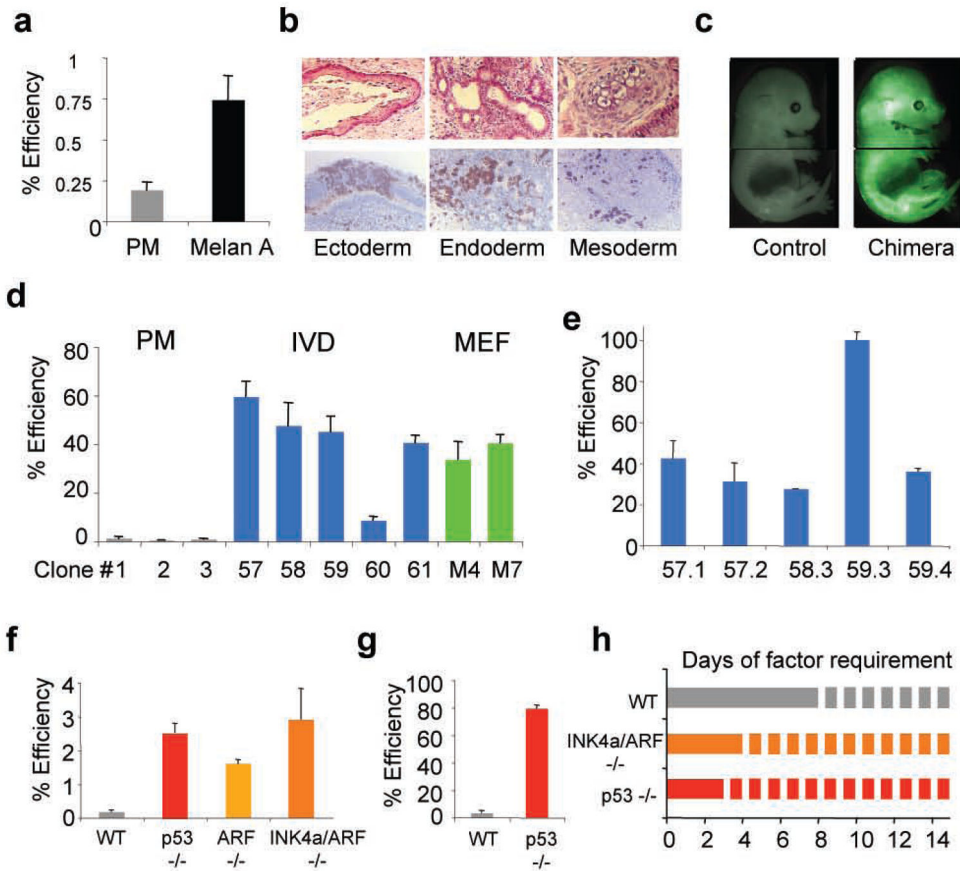 a
% Efficiency
1
0.75
0.25
0
PM Melan A
b
Ectoderm Endoderm Mesoderm
c
Control Chimera
d
PM IVD MEF
% Efficiency
80
60
40
20
0
Clone #1 2 3 57 58 59 60 61 M4 M7
e
% Efficiency
100
80
60
40
20
0
57.1 57.2 58.3 59.3 59.4
f
% Efficiency
4
3
2
1
0
WT p53 ARF INK4a/ARF
-/- -/- -/-
g
% Efficiency
100
80
60
40
20
0
WT p53
-/-
h
Days of factor requirement
WT
INK4a/ARF
-/-
p53 -/-
0 2 4 6 8 10 12 14